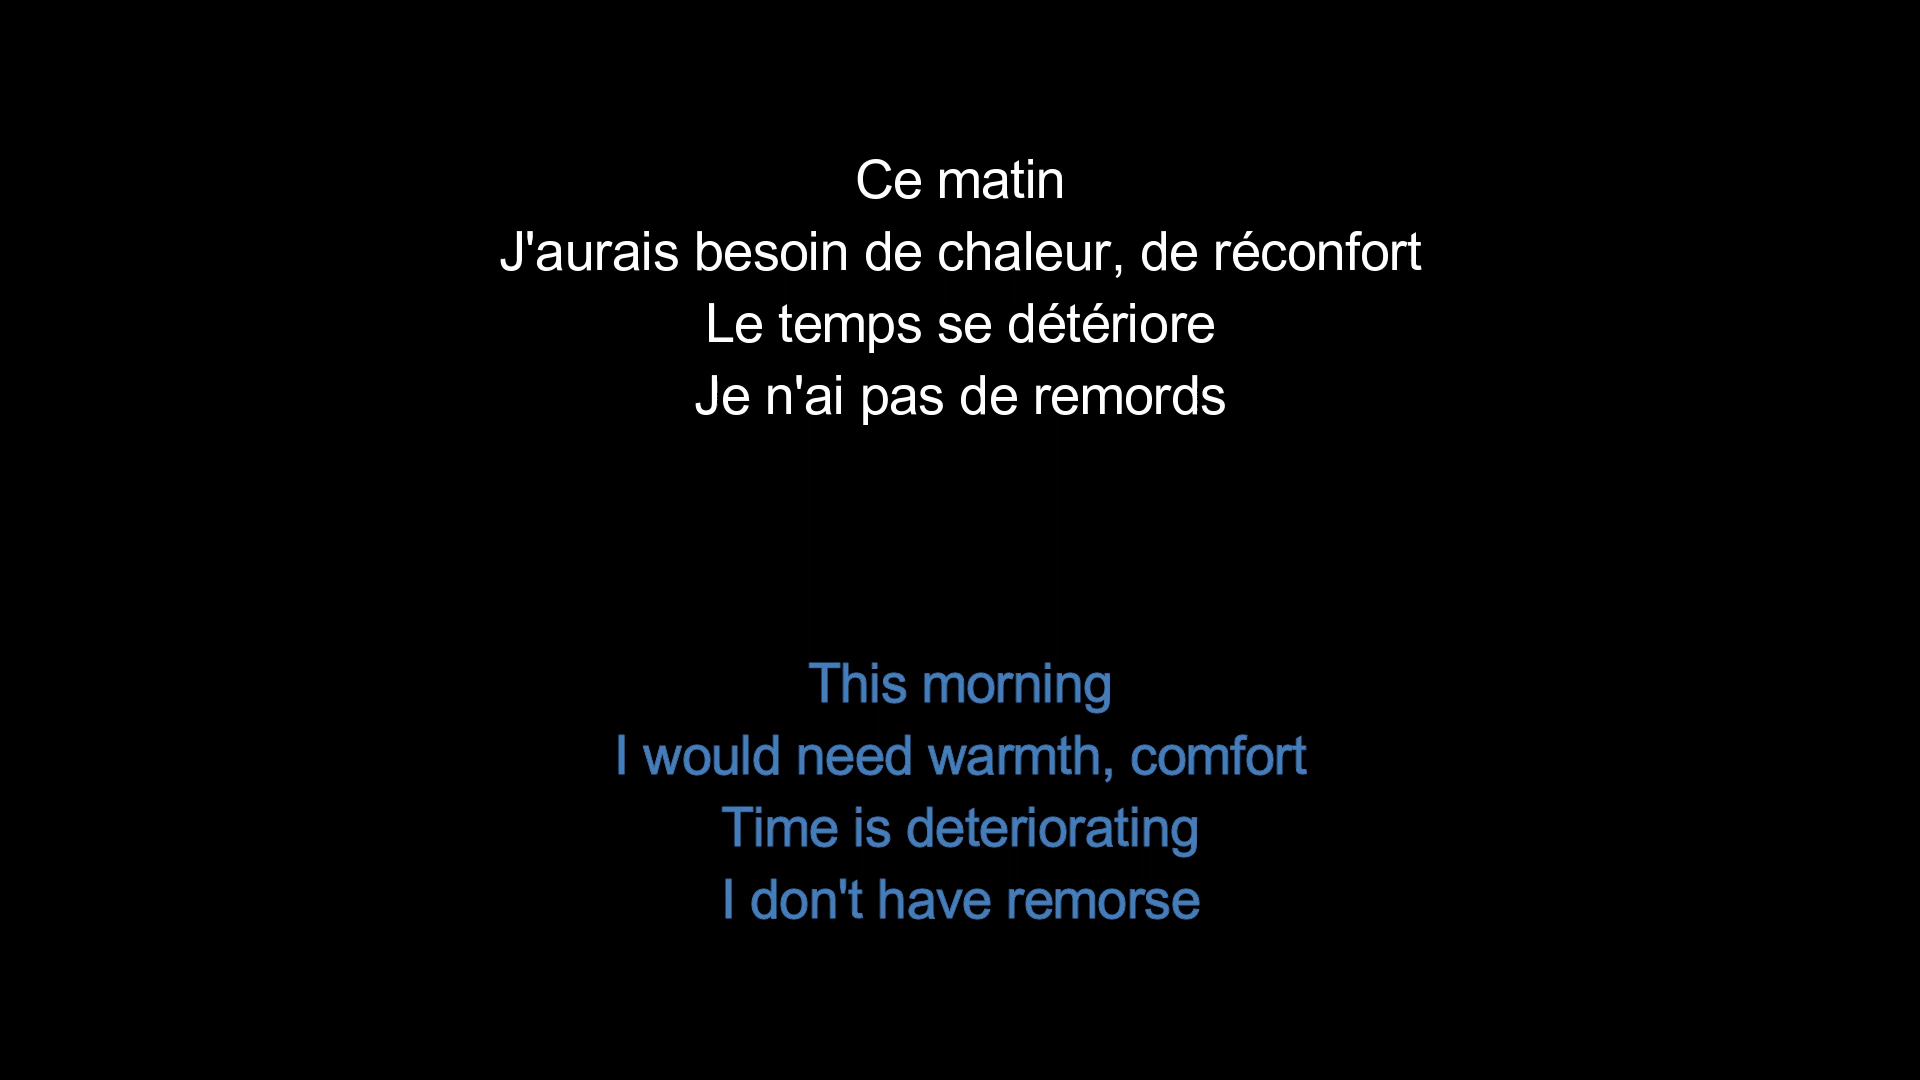 Ce matin
J'aurais besoin de chaleur, de réconfort
Le temps se détériore
Je n'ai pas de remords
This morning
I would need warmth, comfort
Time is deteriorating
I don't have remorse